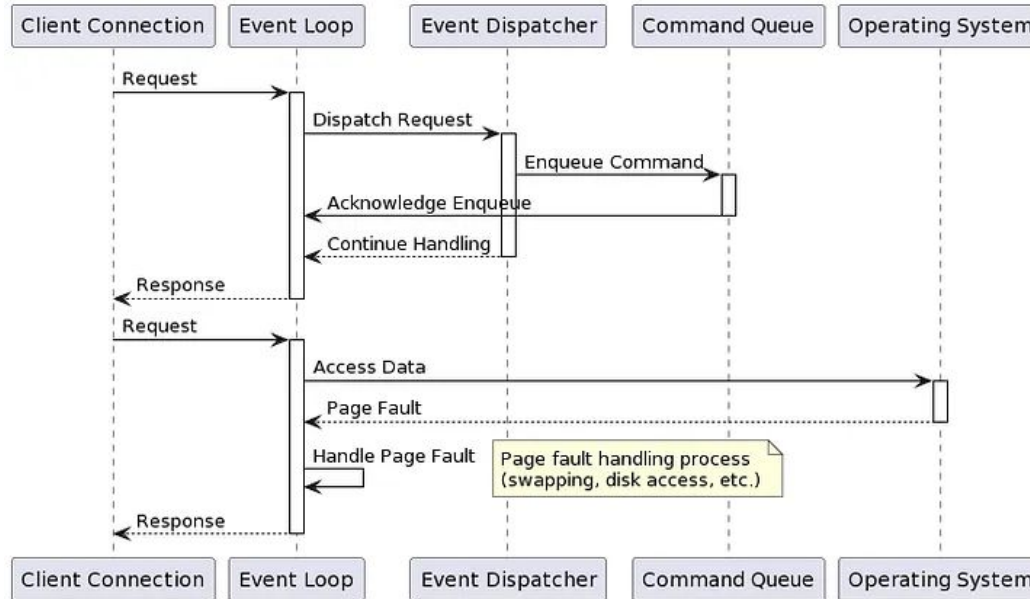 Client Connection
Event Loop
Event Dispatcher
Command Queue
Operating System
Request
Dispatch Request
Enqueue Command
Acknowledge Enqueue
Continue Handling
Response
Request
Access Data
Page Fault
Handle Page Fault
Page fault handling process
(swapping, disk access, etc.)
Response
Client Connection
Event Loop
Event Dispatcher
Command Queue
Operating System